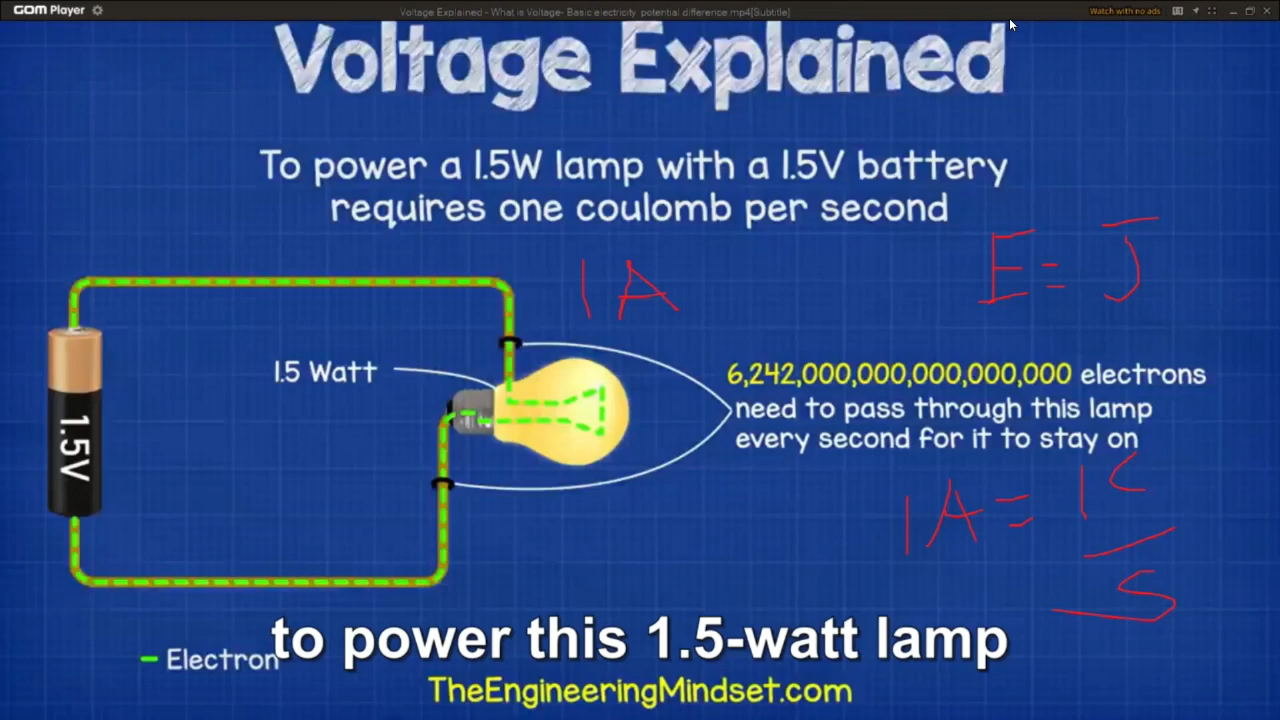 GOM Player
Voltage Explained - What is Voltage- Basic electricity potential difference.mp4[Subtitle]
Watch with no ads
Voltage Explained
To power a 1.5W lamp with a 1.5V battery
requires one coulomb per second
E = J
1A
1.5 Watt
6,242,000,000,000,000,000 electrons
need to pass through this lamp
every second for it to stay on
1.5V
1A = 1C
S
to power this 1.5-watt lamp
Electron
TheEngineeringMindset.com